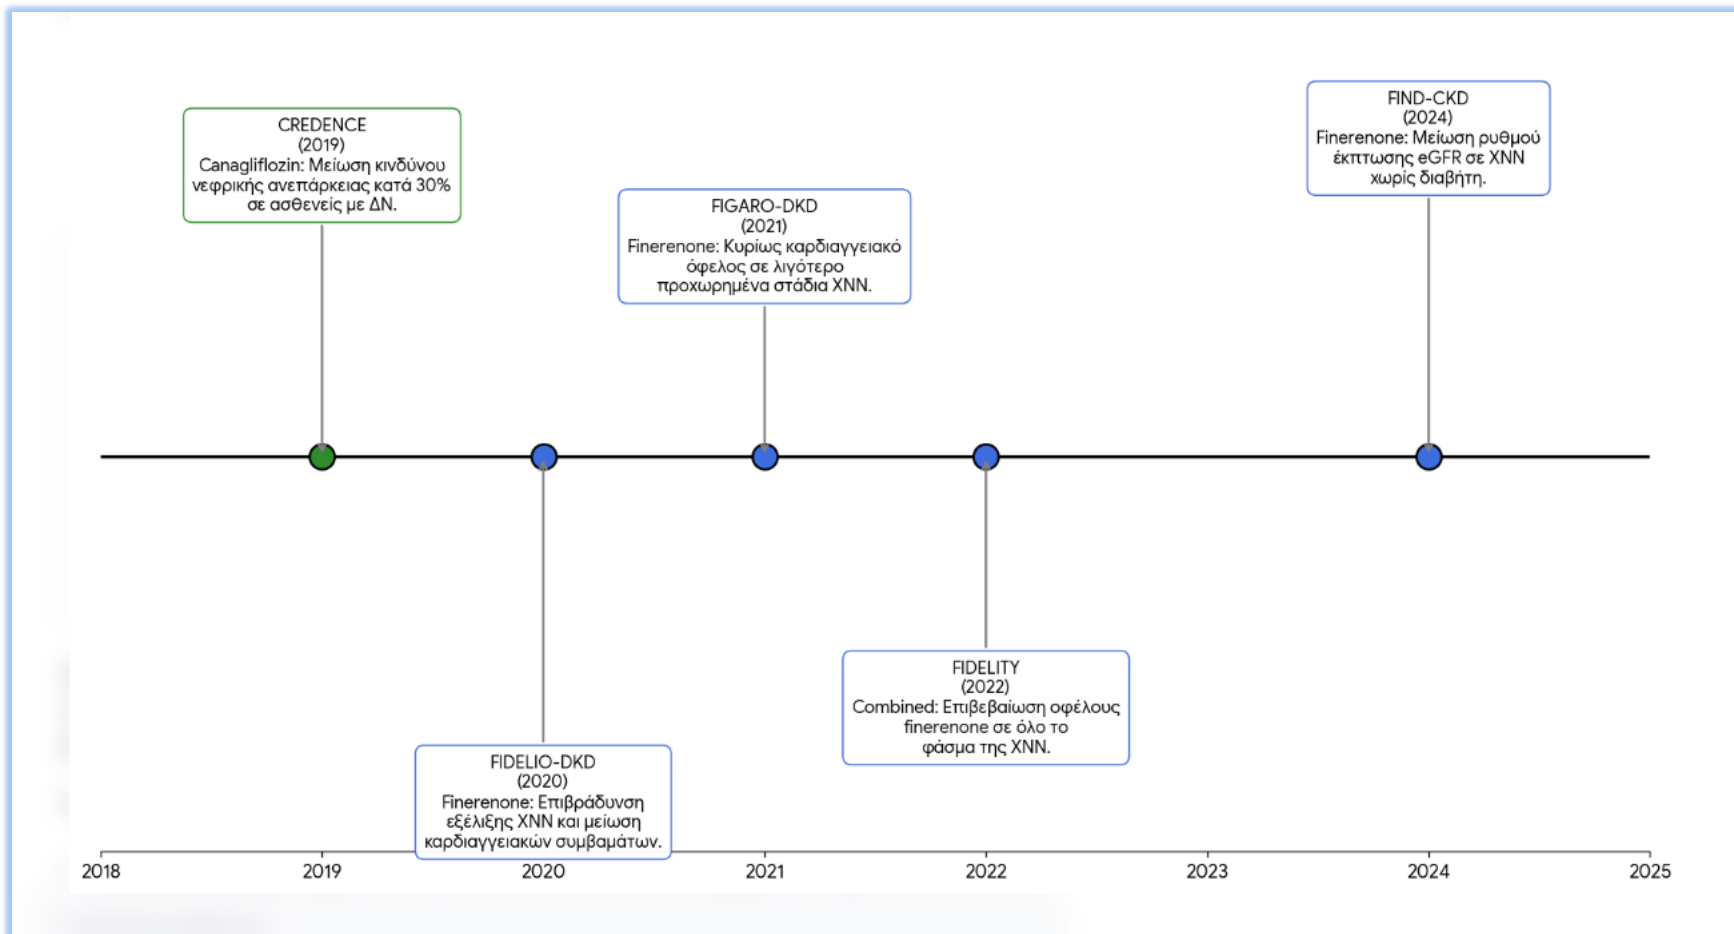 CREDENCE
(2019)
Canagliflozin: Μείωση κινδύνου
νεφρικής ανεπάρκειας κατά 30%
σε ασθενείς με ΔΝ.
FIGARO-DKD
(2021)
Finerenone: Κυρίως καρδιαγγειακό
όφελος σε λιγότερο
προχωρημένα στάδια ΧΝΝ.
FIND-CKD
(2024)
Finerenone: Μείωση ρυθμού
έκπτωσης eGFR σε ΧΝΝ
χωρίς διαβήτη.
FIDELIO-DKD
(2020)
Finerenone: Επιβράδυνση
εξέλιξης ΧΝΝ και μείωση
καρδιαγγειακών συμβαμάτων.
FIDELITY
(2022)
Combined: Επιβεβαίωση οφέλους
finerenone σε όλο το
φάσμα της ΧΝΝ.
2018 2019 2020 2021 2022 2023 2024 2025